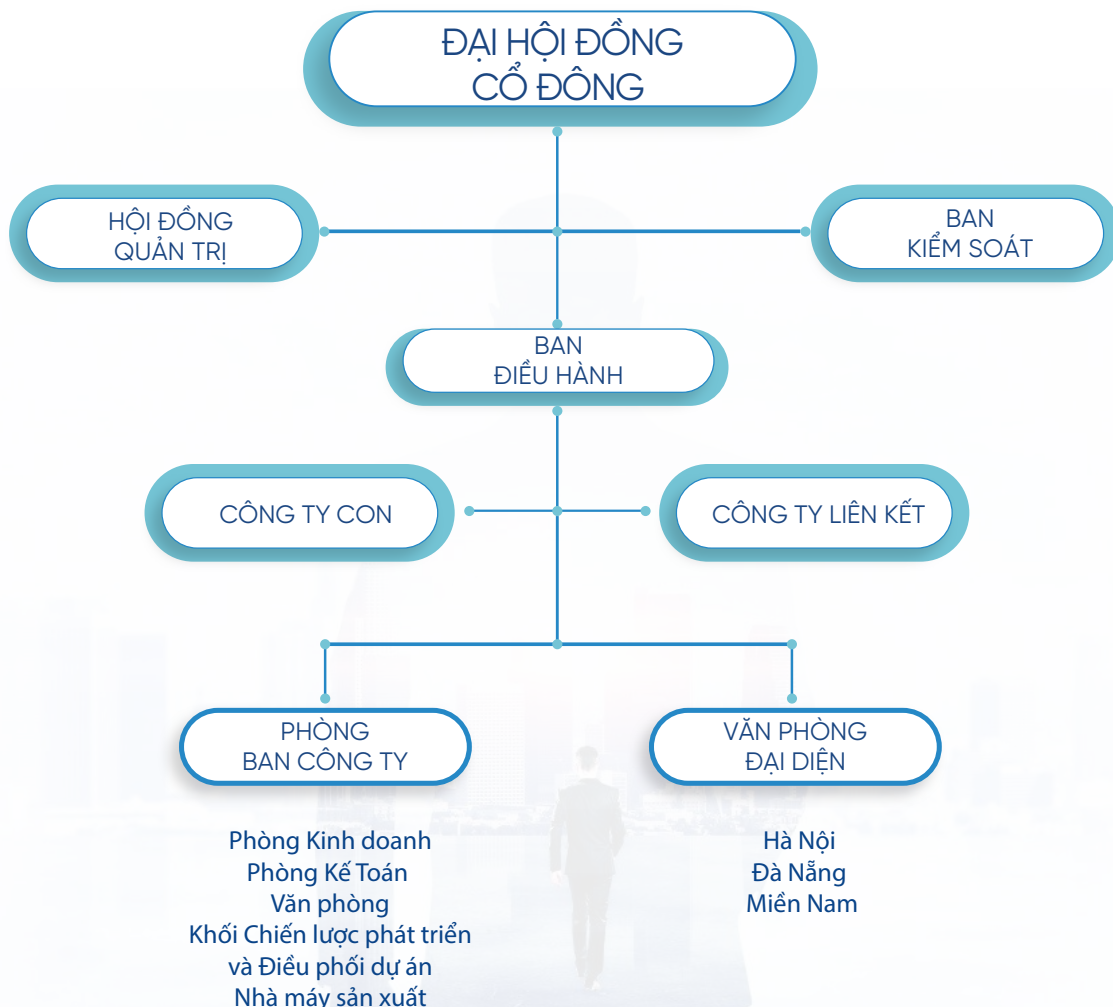 ĐẠI HỘI ĐỒNG
CỔ ĐÔNG
HỘI ĐỒNG
QUẢN TRỊ
BAN
KIỂM SOÁT
BAN
ĐIỀU HÀNH
CÔNG TY CON
CÔNG TY LIÊN KẾT
PHÒNG
BAN CÔNG TY
VĂN PHÒNG
ĐẠI DIỆN
Phòng Kinh doanh
Phòng Kế Toán
Văn phòng
Khối Chiến lược phát triển
và Điều phối dự án
Nhà máy sản xuất
Hà Nội
Đà Nẵng
Miền Nam